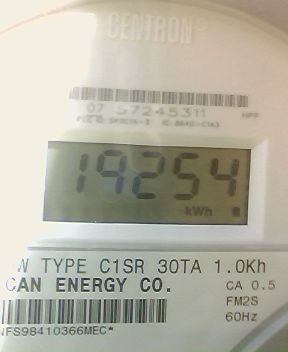 CENTRON®
07 57245311 HPF
19254
kWh
W TYPE C1SR 30TA 1.0Kh
CAN ENERGY CO. CA 0.5
FM2S
NFS98410366MEC* 60Hz